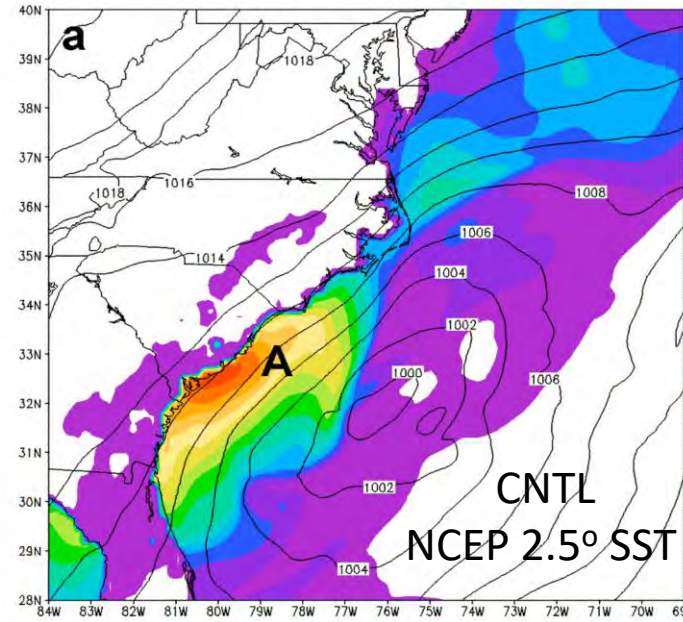 a
40N
39N
38N
37N
36N
35N
34N
33N
32N
31N
30N
29N
28N
1018
1018
1016
1014
1008
1006
1004
1002
1000
1006
1002
1004
A
CNTL
NCEP 2.5° SST
84W 83W 82W 81W 80W 79W 78W 77W 76W 75W 74W 73W 72W 71W 70W 69W